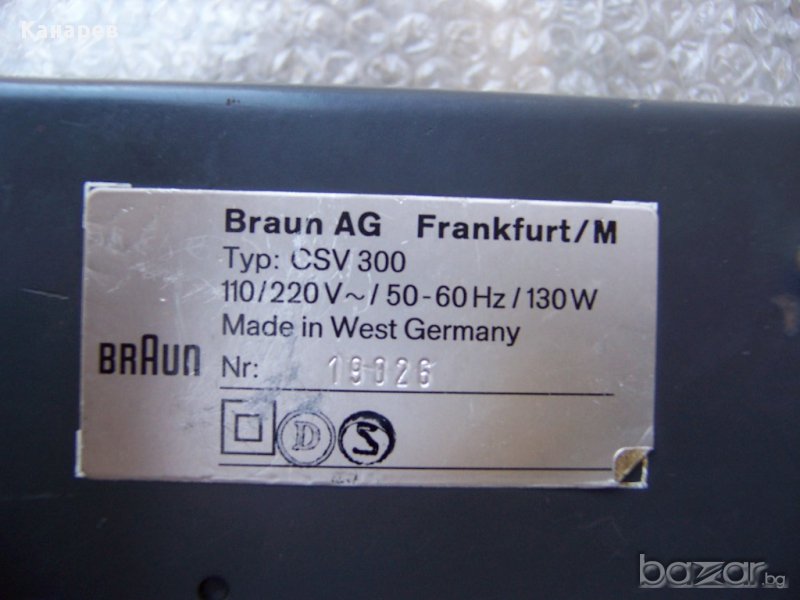 Капарев
Braun AG Frankfurt/M
Typ: CSV 300
110/220 V ~ / 50-60 Hz / 130 W
Made in West Germany
BRAUN
Nr: 19026
D S
bazar.bg